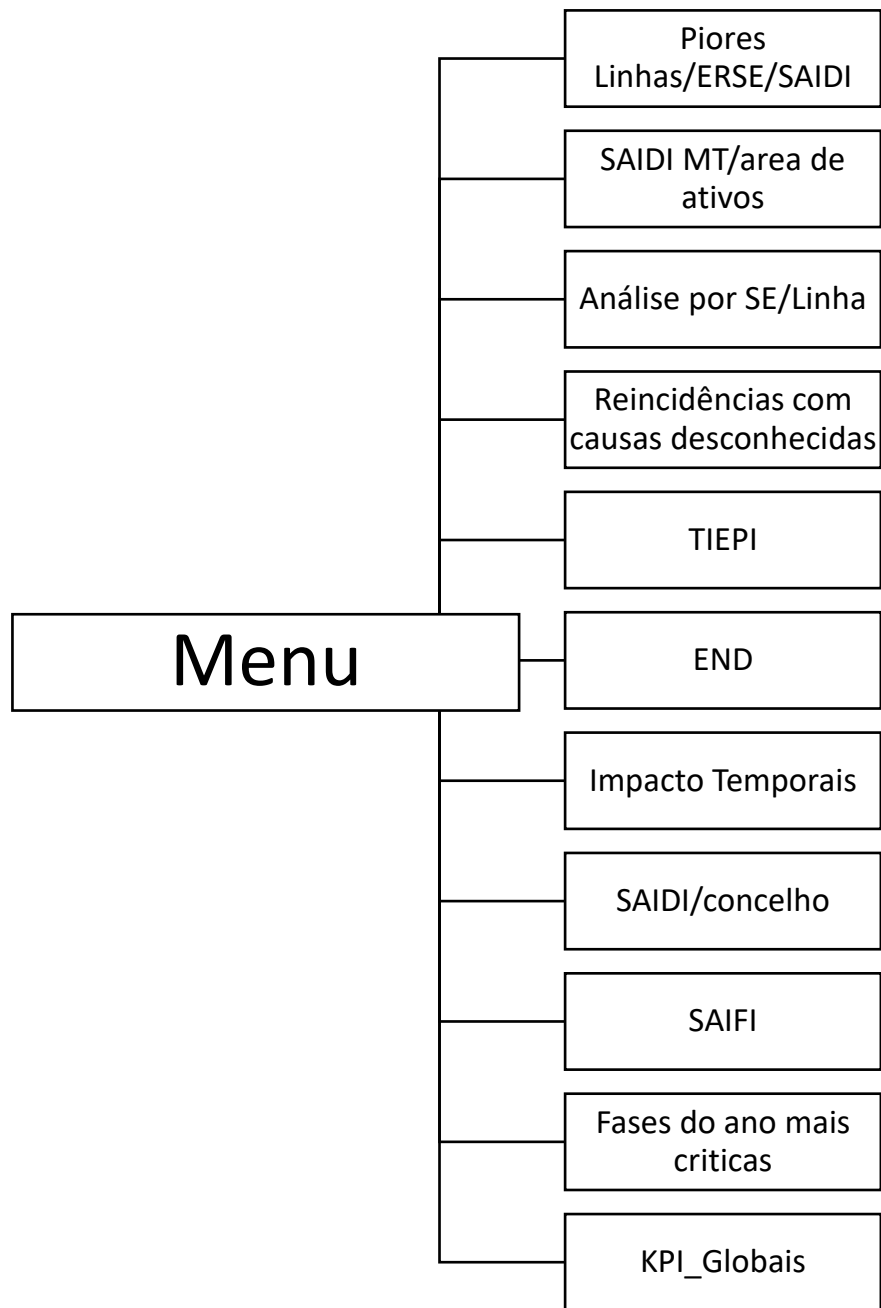 Piores
Linhas/ERSE/SAIDI
SAIDI MT/area de
ativos
Análise por SE/Linha
Reincidências com
causas desconhecidas
TIEPI
Menu
END
Impacto Temporais
SAIDI/concelho
SAIFI
Fases do ano mais
criticas
KPI_Globais